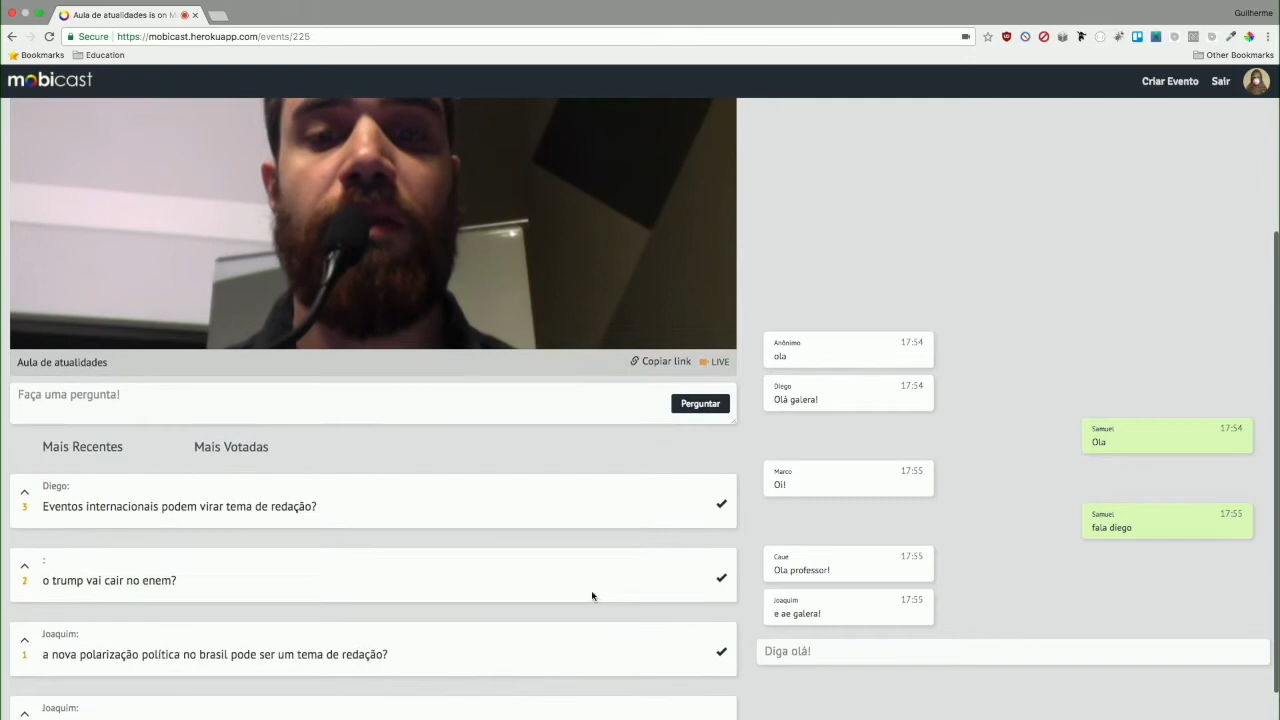 Aula de atualidades is on M
Guilherme
Secure
https://mobicast.herokuapp.com/events/225
Bookmarks
Education
Other Bookmarks
mobicast
Criar Evento
Sair
Aula de atualidades
Copiar link
LIVE
Faça uma pergunta!
Perguntar
Mais Recentes
Mais Votadas
Diego:
3
Eventos internacionais podem virar tema de redação?
:
2
o trump vai cair no enem?
Joaquim:
1
a nova polarização política no brasil pode ser um tema de redação?
Joaquim:
Anônimo 17:54
ola
Diego 17:54
Olá galera!
Samuel 17:54
Ola
Marco 17:55
Oi!
Samuel 17:55
fala diego
Caue 17:55
Ola professor!
Joaquim 17:55
e ae galera!
Diga olá!